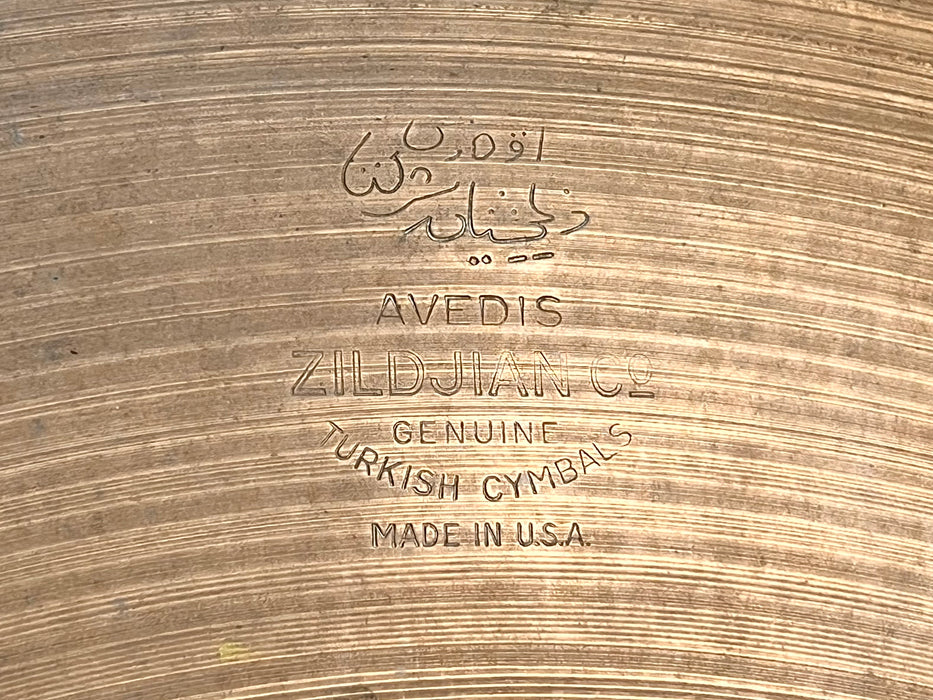 AVEDIS
ZILDJIAN Co
GENUINE
TURKISH CYMBALS
MADE IN U.S.A.